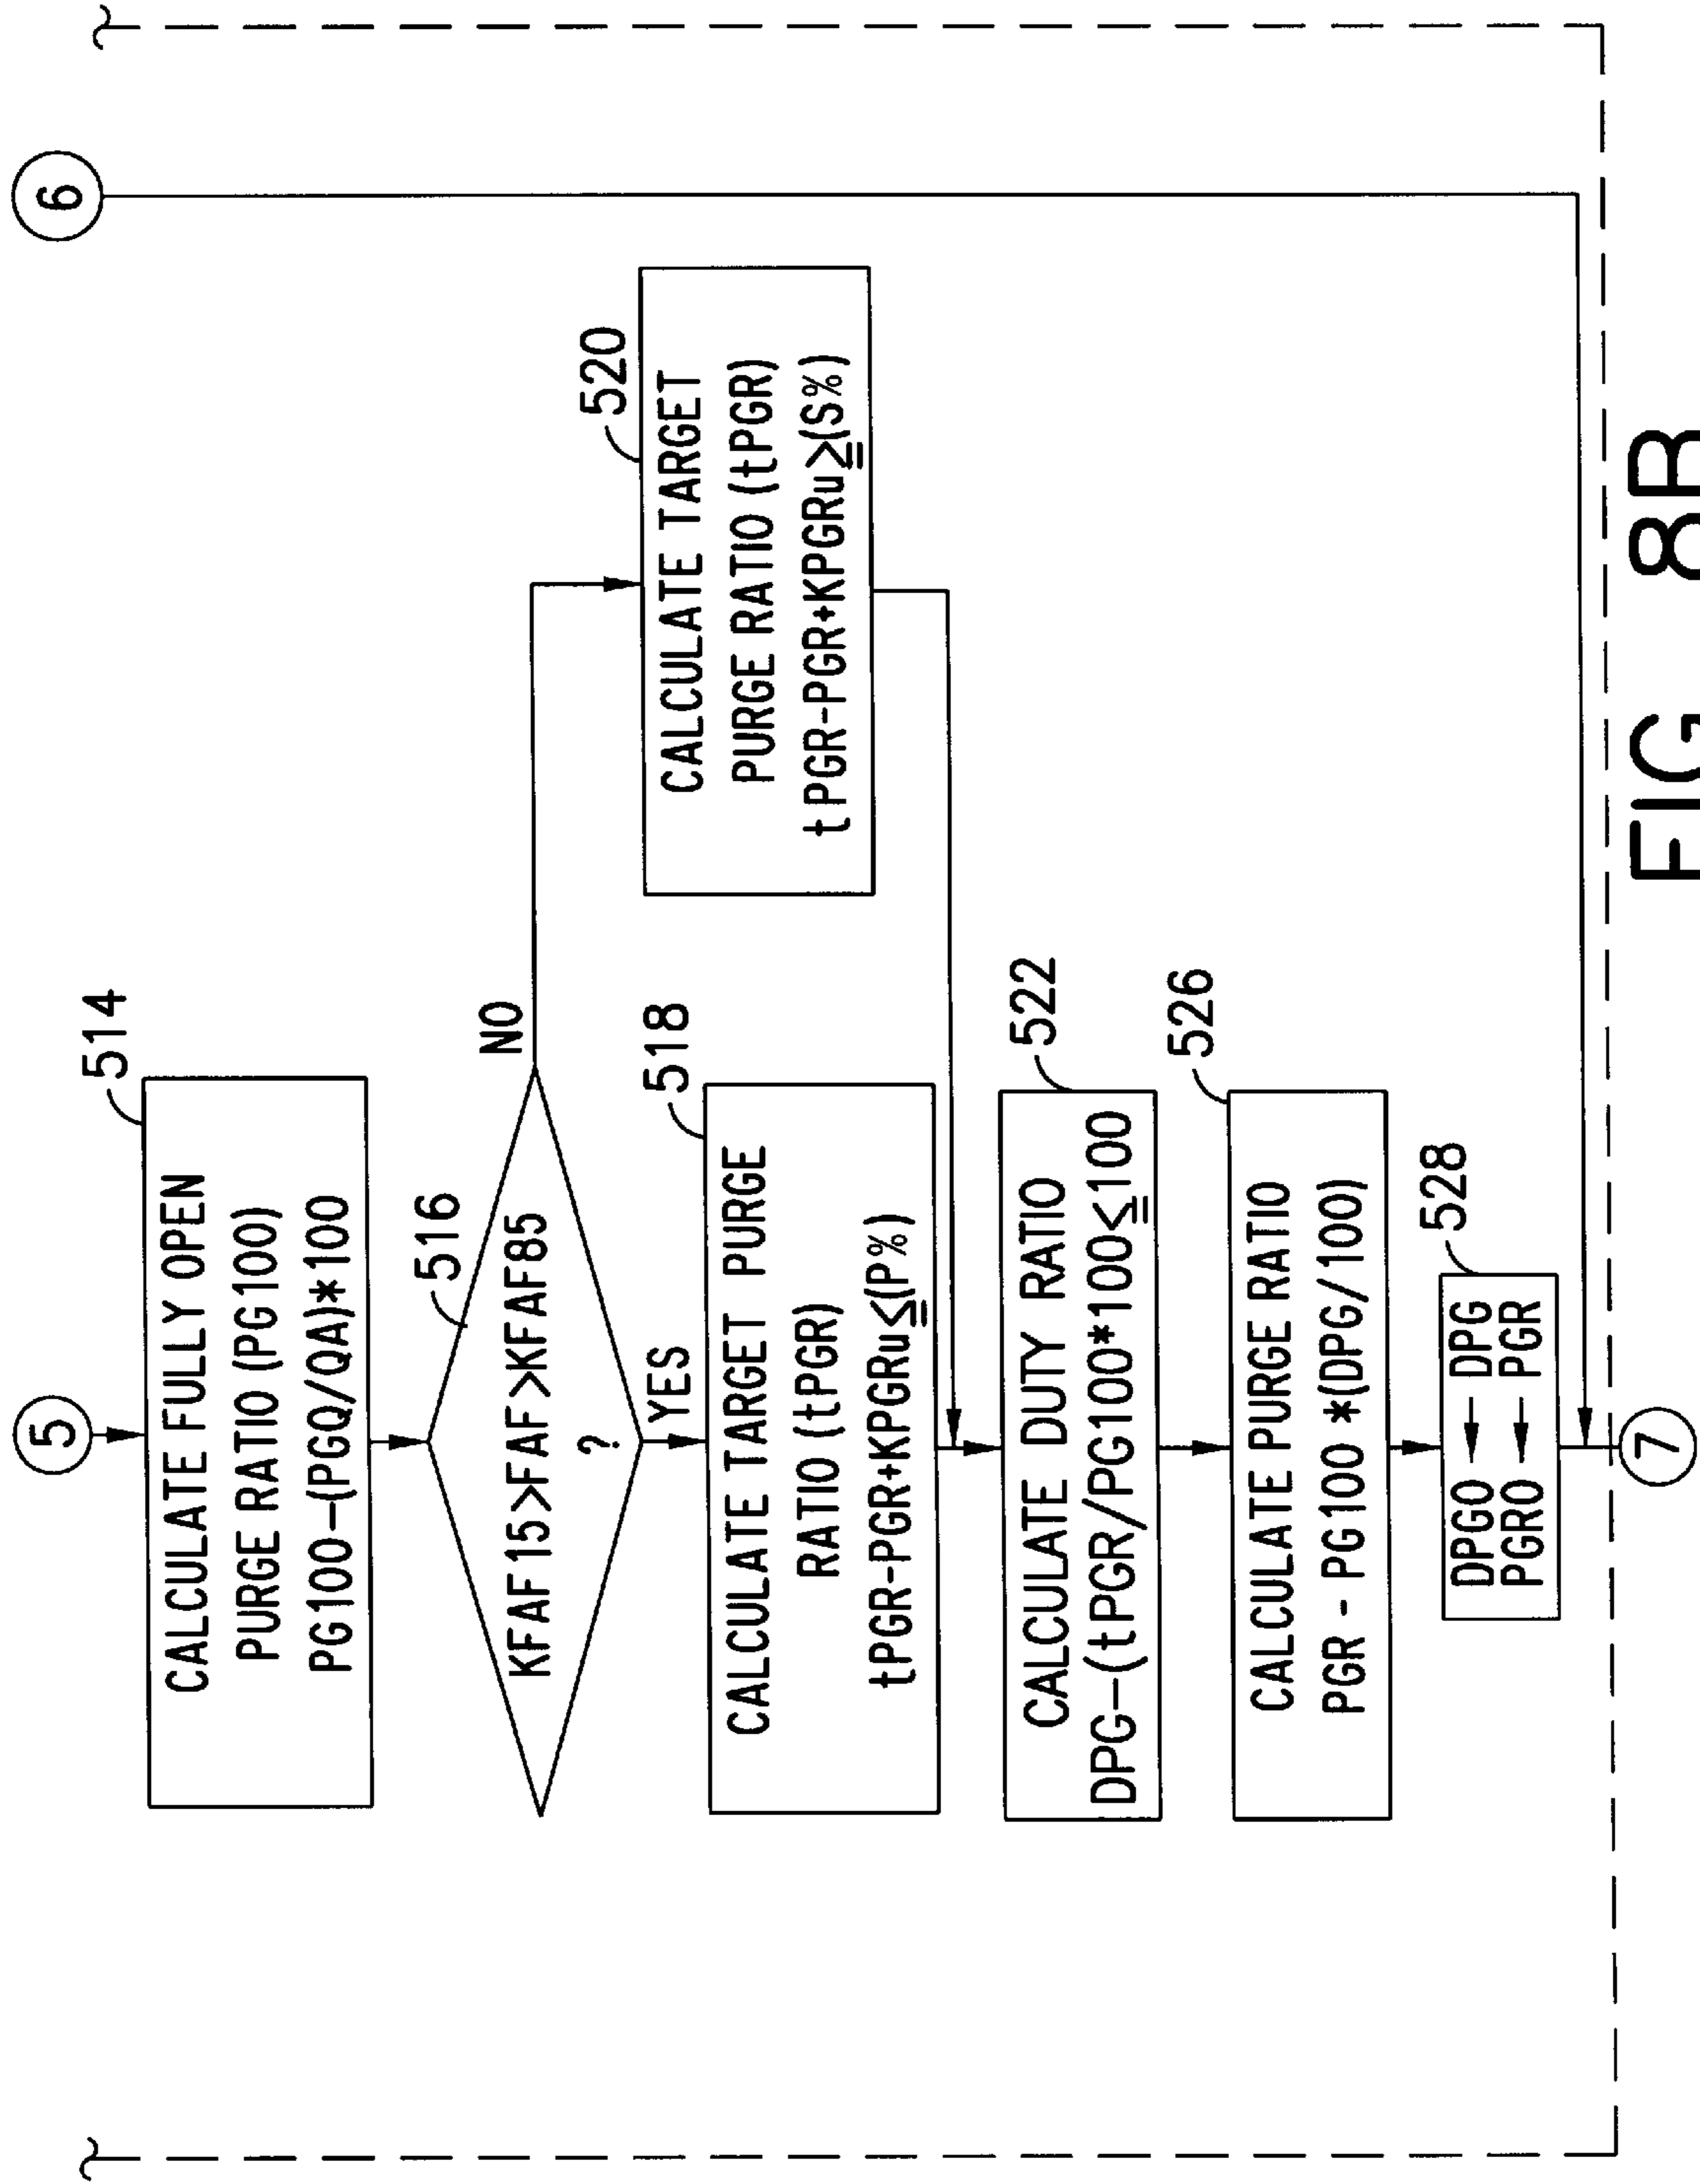 5
6
514
CALCULATE FULLY OPEN
PURGE RATIO (PG100)
PG100-(PGQ/QA)*100
516
KFAF15>FAF>KFAF85
?
NO
YES
518
CALCULATE TARGET PURGE
RATIO (tPGR)
tPGR-PGR+KPGRu≦(P%)
520
CALCULATE TARGET
PURGE RATIO (tPGR)
tPGR-PGR+KPGRu≧(S%)
522
CALCULATE DUTY RATIO
DPG-(tPGR/PG100*100≦100
526
CALCULATE PURGE RATIO
PGR - PG100 *(DPG/100)
528
DPGO ← DPG
PGRO ← PGR
7
FIG. 8B